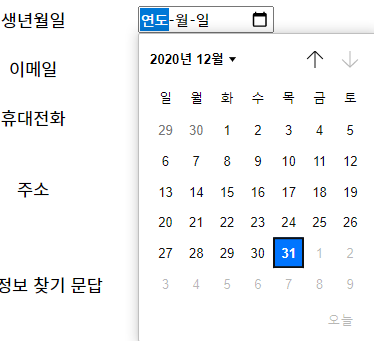 생년월일
연도-월-일
이메일
휴대전화
주소
정보 찾기 문답
2020년 12월
일 월 화 수 목 금 토
29 30 1 2 3 4 5
6 7 8 9 10 11 12
13 14 15 16 17 18 19
20 21 22 23 24 25 26
27 28 29 30 31 1 2
3 4 5 6 7 8 9
오늘